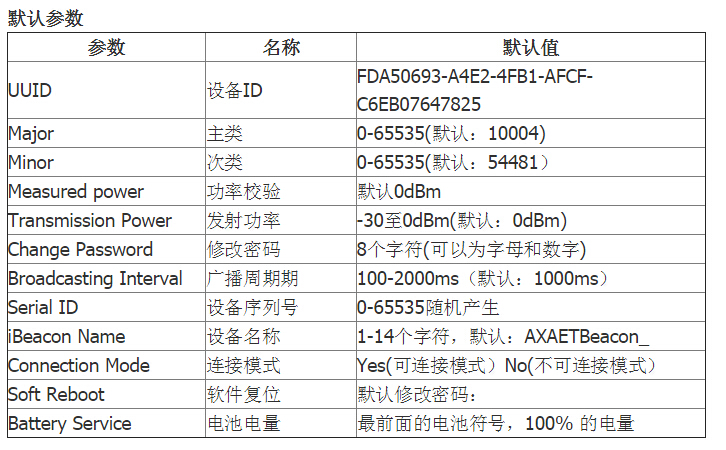 默认参数
参数 名称 默认值
UUID 设备ID FDA50693-A4E2-4FB1-AFCF-
C6EB07647825
Major 主类 0-65535(默认：10004)
Minor 次类 0-65535(默认：54481）
Measured power 功率校验 默认0dBm
Transmission Power 发射功率 -30至0dBm(默认：0dBm)
Change Password 修改密码 8个字符(可以为字母和数字)
Broadcasting Interval 广播周期期 100-2000ms（默认：1000ms）
Serial ID 设备序列号 0-65535随机产生
iBeacon Name 设备名称 1-14个字符，默认：AXAETBeacon_
Connection Mode 连接模式 Yes(可连接模式）No(不可连接模式）
Soft Reboot 软件复位 默认修改密码：
Battery Service 电池电量 最前面的电池符号，100% 的电量